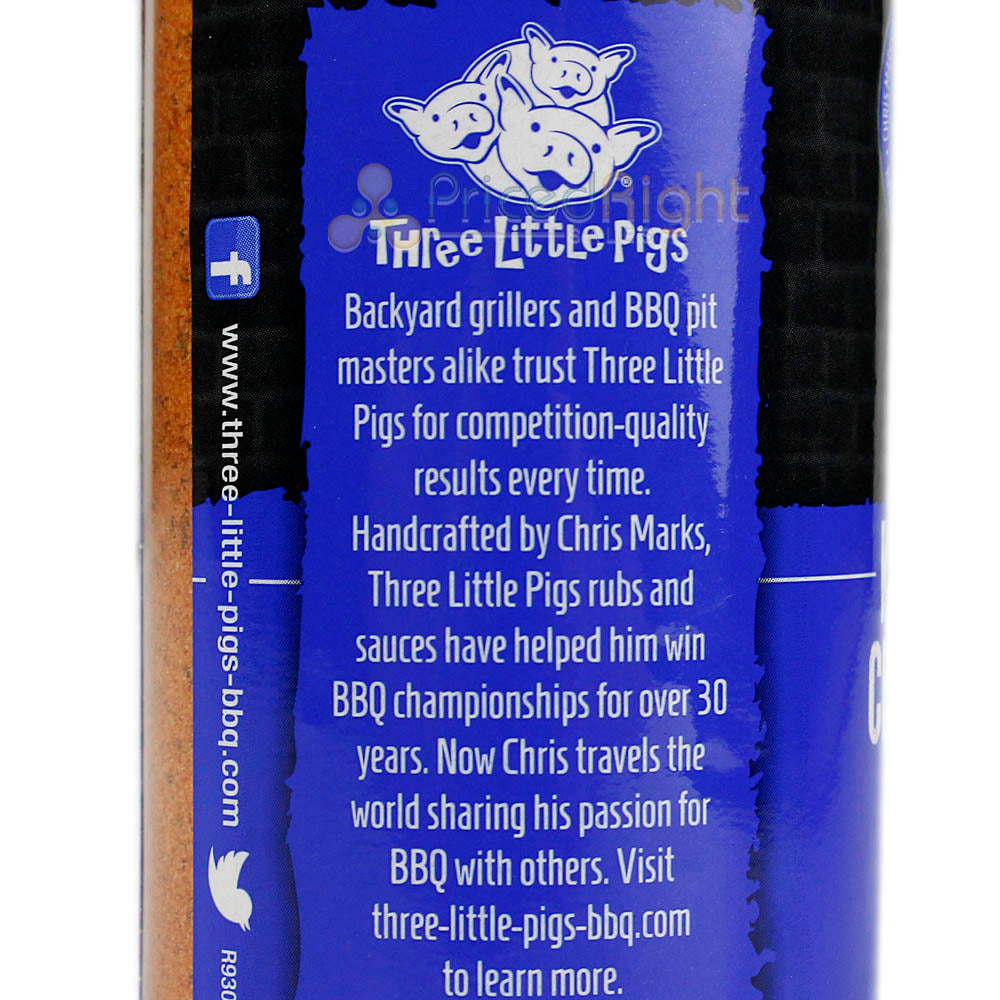 PricedRight
Three Little Pigs
Backyard grillers and BBQ pit
masters alike trust Three Little
Pigs for competition-quality
results every time.
Handcrafted by Chris Marks,
Three Little Pigs rubs and
sauces have helped him win
BBQ championships for over 30
years. Now Chris travels the
world sharing his passion for
BBQ with others. Visit
three-little-pigs-bbq.com
to learn more.
f
www.three-little-pigs-bbq.com
R930